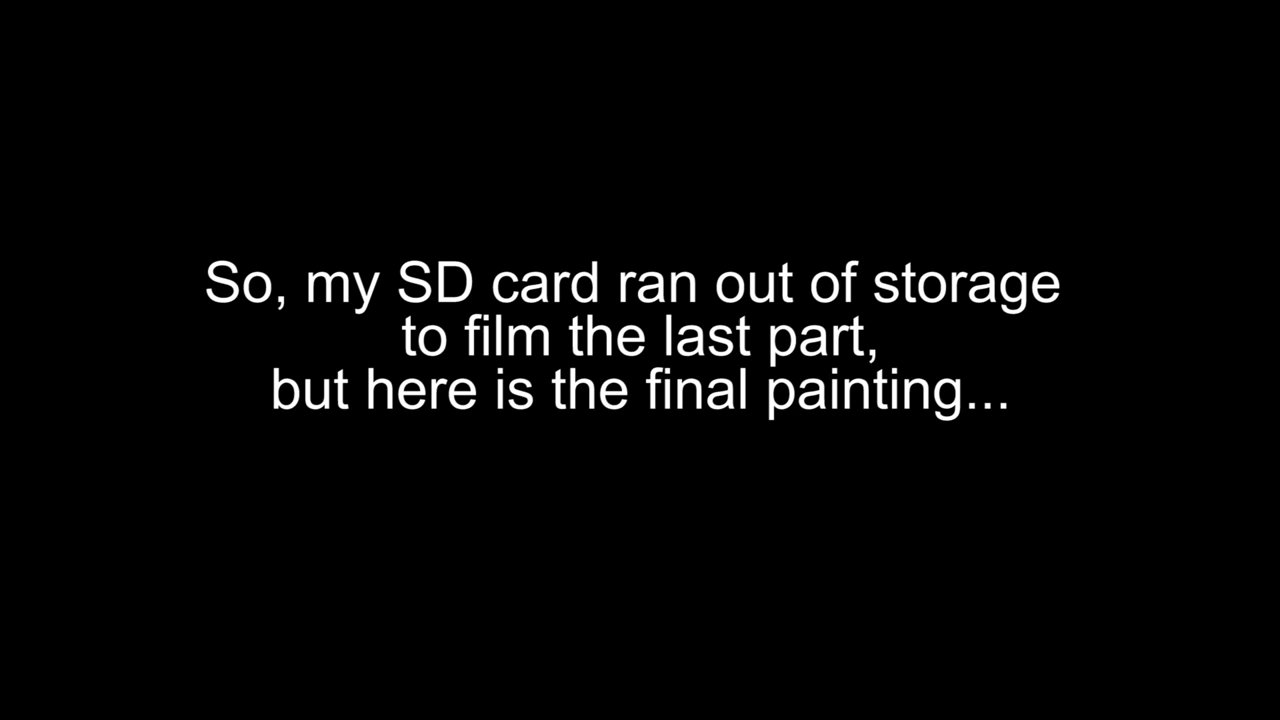 So, my SD card ran out of storage
to film the last part,
but here is the final painting...